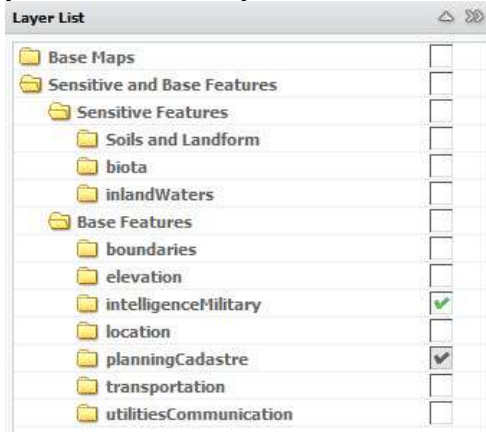 Layer List
Base Maps
Sensitive and Base Features
Sensitive Features
Soils and Landform
biota
inlandWaters
Base Features
boundaries
elevation
intelligenceMilitary
location
planningCadastre
transportation
utilitiesCommunication